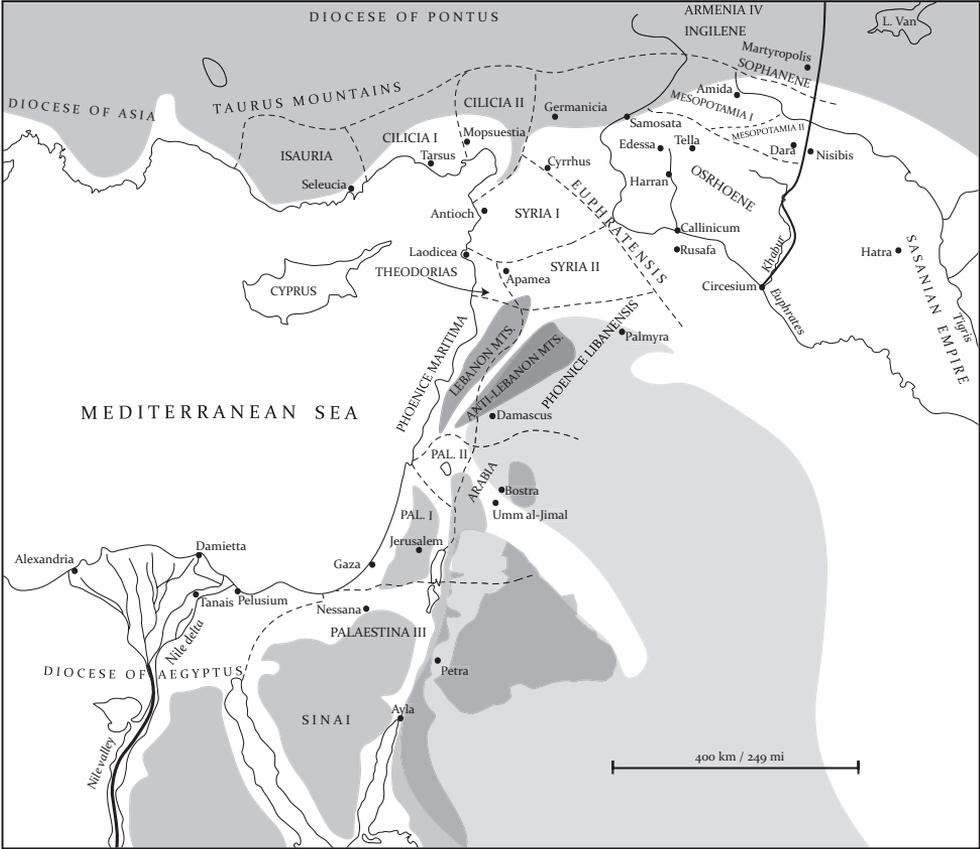 DIOCESE OF PONTUS
ARMENIA IV
INGILENE
L. Van
Martyropolis
SOPHANENE
DIOCESE OF ASIA
TAURUS MOUNTAINS
CILICIA II
Germanicia
Amida
MESOPOTAMIA I
Samosata
MESOPOTAMIA II
CILICIA I
Mopsuestia
Edessa
Tella
Dara
Nisibis
ISAURIA
Tarsus
Cyrrhus
Seleucia
Harran
OSRHOENE
EUPHRATENSIS
Antioch
SYRIA I
Callinicum
Rusafa
Khabur
Hatra
SASANIAN EMPIRE
Laodicea
THEODORIAS
SYRIA II
Apamea
CYPRUS
Circesium
Euphrates
Tigris
PHOENICE MARITIMA
LEBANON MTS.
ANTI-LEBANON MTS.
PHOENICE LIBANENSIS
Palmyra
MEDITERRANEAN SEA
Damascus
PAL. II
ARABIA
Bostra
Umm al-Jimal
PAL. I
Jerusalem
Alexandria
Damietta
Gaza
Tanais
Pelusium
Nessana
Nile delta
PALAESTINA III
DIOCESE OF AEGYPTUS
Petra
Ayla
SINAI
Nile valley
400 km / 249 mi